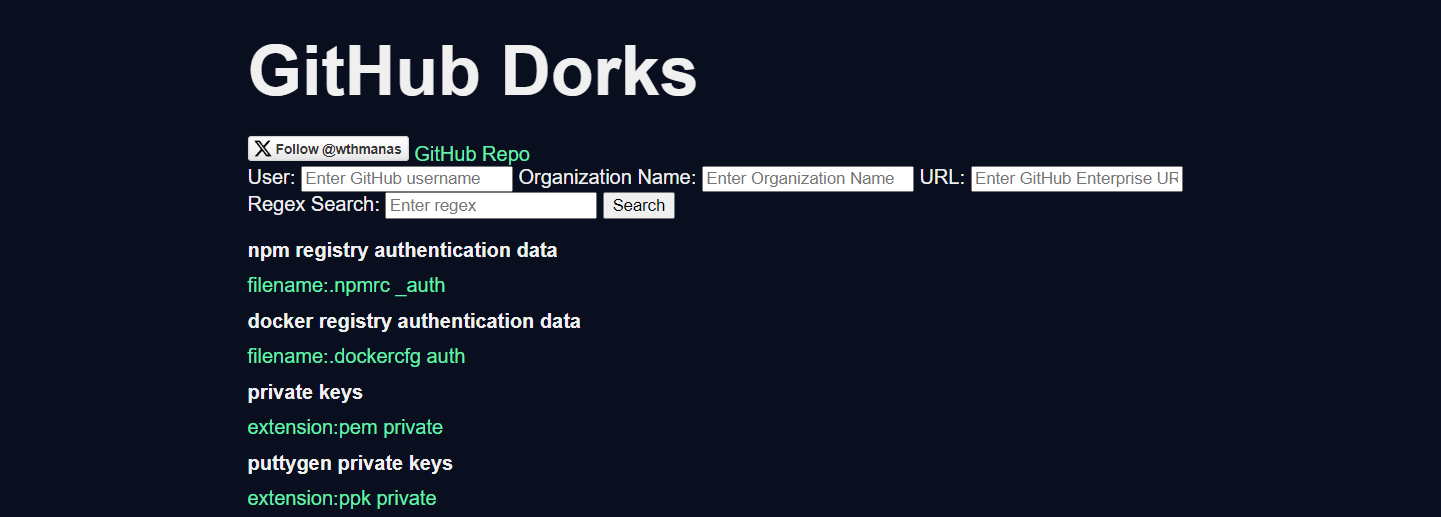 GitHub Dorks
Follow @wthmanas GitHub Repo
User: Enter GitHub username Organization Name: Enter Organization Name URL: Enter GitHub Enterprise UR
Regex Search: Enter regex Search
npm registry authentication data
filename:.npmrc _auth
docker registry authentication data
filename:.dockercfg auth
private keys
extension:pem private
puttygen private keys
extension:ppk private